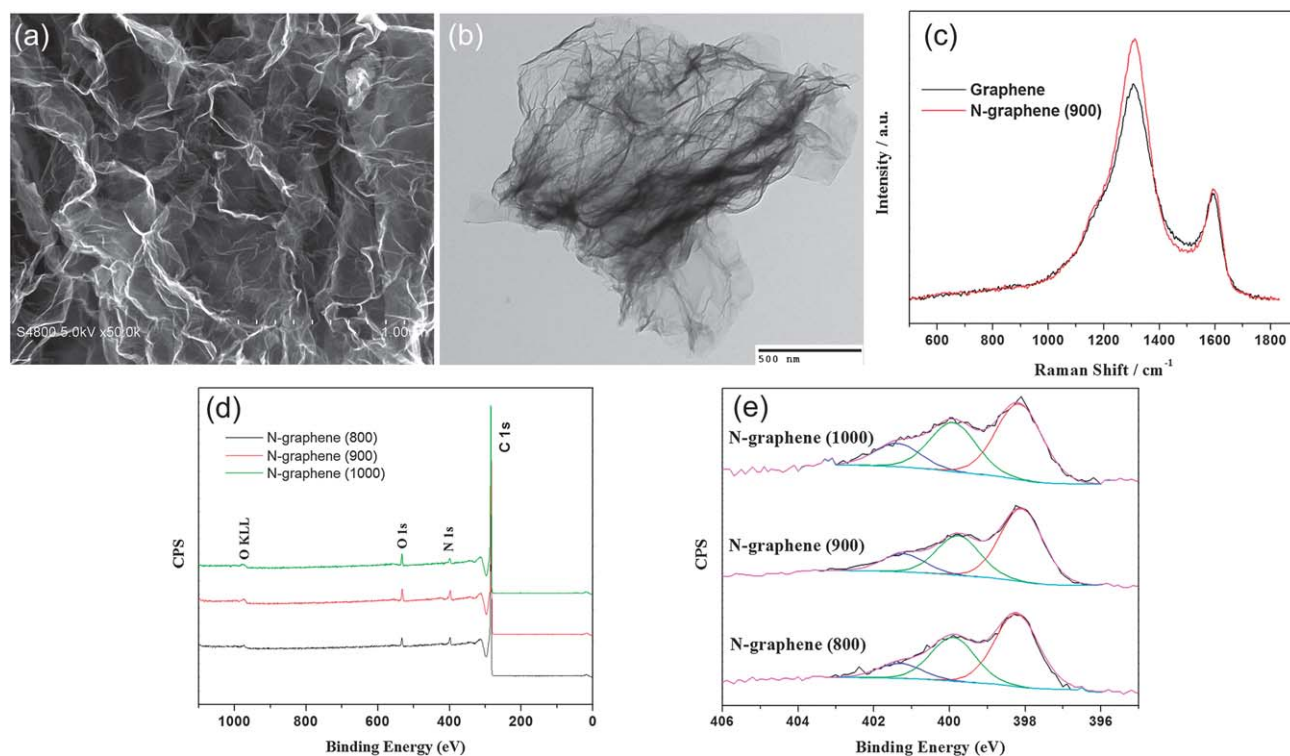 (a)
S4800 5.0kV x50.0k
(b)
500 nm
(c)
Graphene
N-graphene (900)
Intensity / a.u.
600 800 1000 1200 1400 1600 1800
Raman Shift / cm⁻¹
(d)
N-graphene (800)
N-graphene (900)
N-graphene (1000)
C 1s
O KLL
O 1s
N 1s
CPS
1000 800 600 400 200 0
Binding Energy (eV)
(e)
N-graphene (1000)
N-graphene (900)
N-graphene (800)
CPS
406 404 402 400 398 396
Binding Energy (eV)